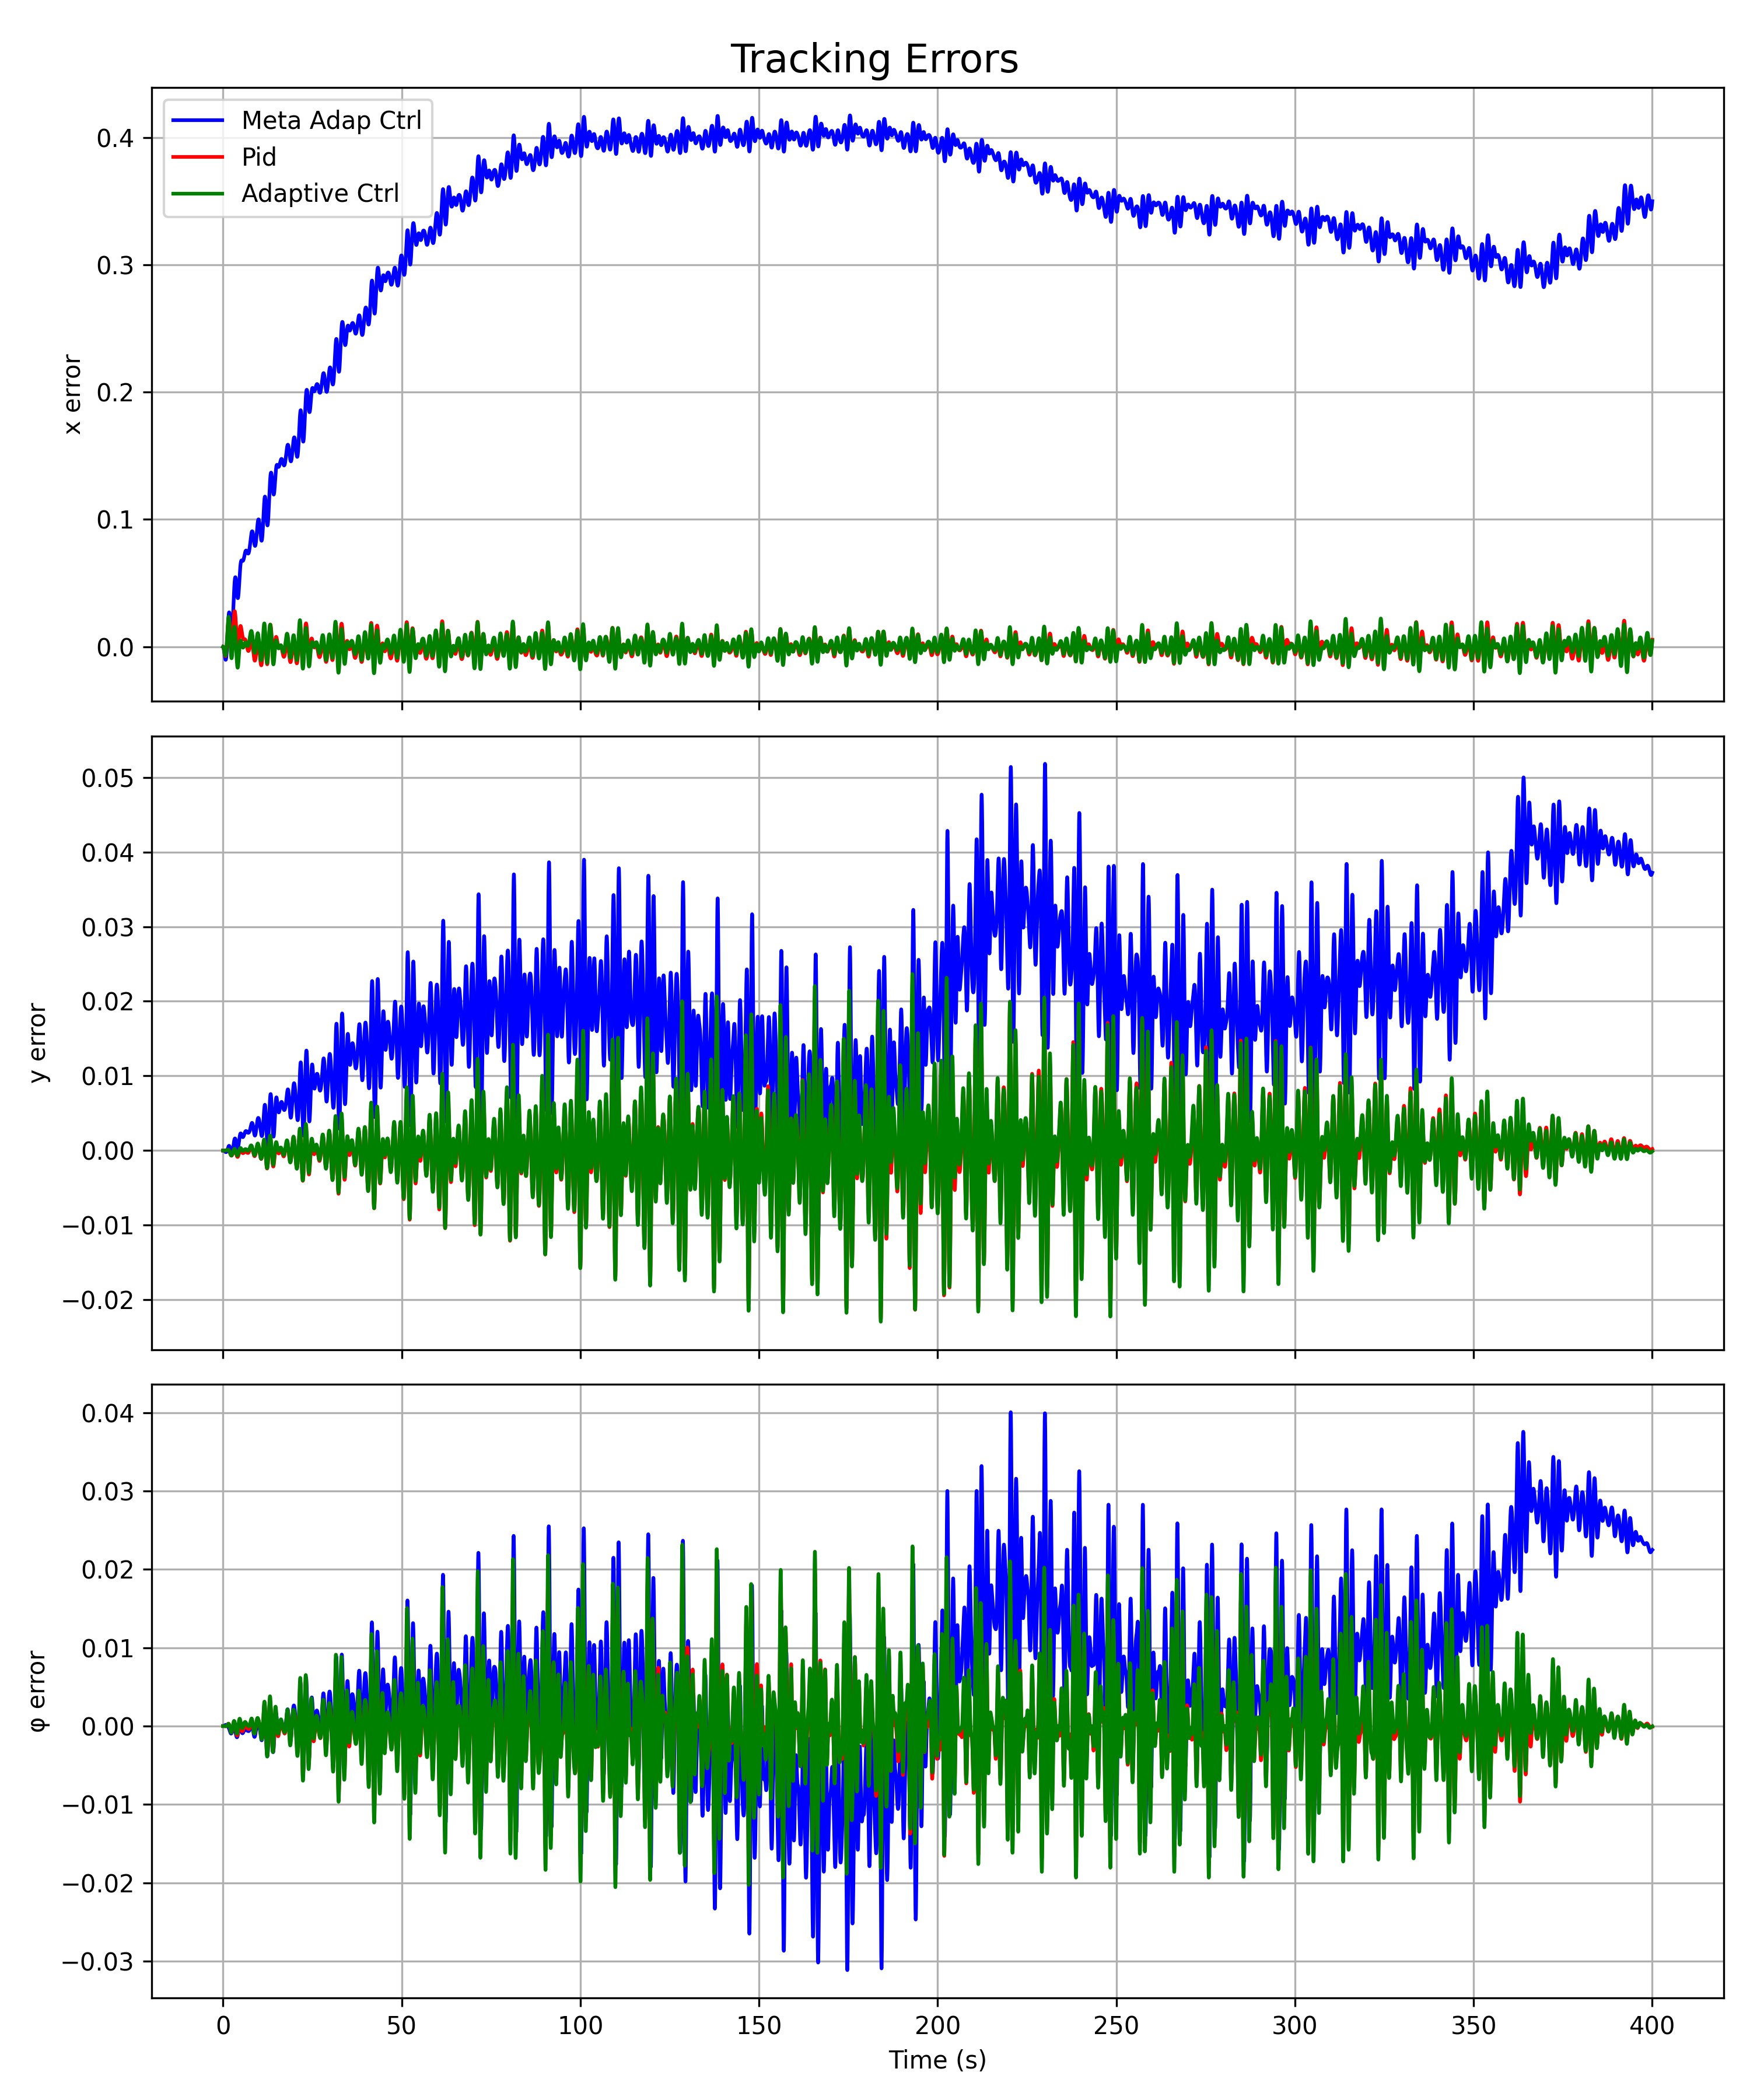 Tracking Errors
Meta Adap Ctrl
Pid
Adaptive Ctrl
0.4
0.3
0.2
0.1
0.0
x error
0.05
0.04
0.03
0.02
0.01
0.00
−0.01
−0.02
y error
0.04
0.03
0.02
0.01
0.00
−0.01
−0.02
−0.03
φ error
0 50 100 150 200 250 300 350 400
Time (s)